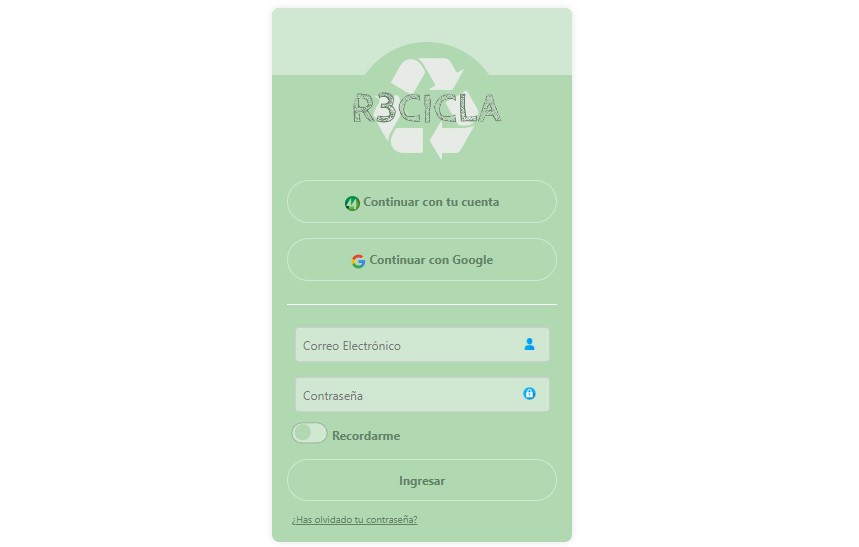 R3CICLA
Continuar con tu cuenta
Continuar con Google
Correo Electrónico
Contraseña
Recordarme
Ingresar
¿Has olvidado tu contraseña?